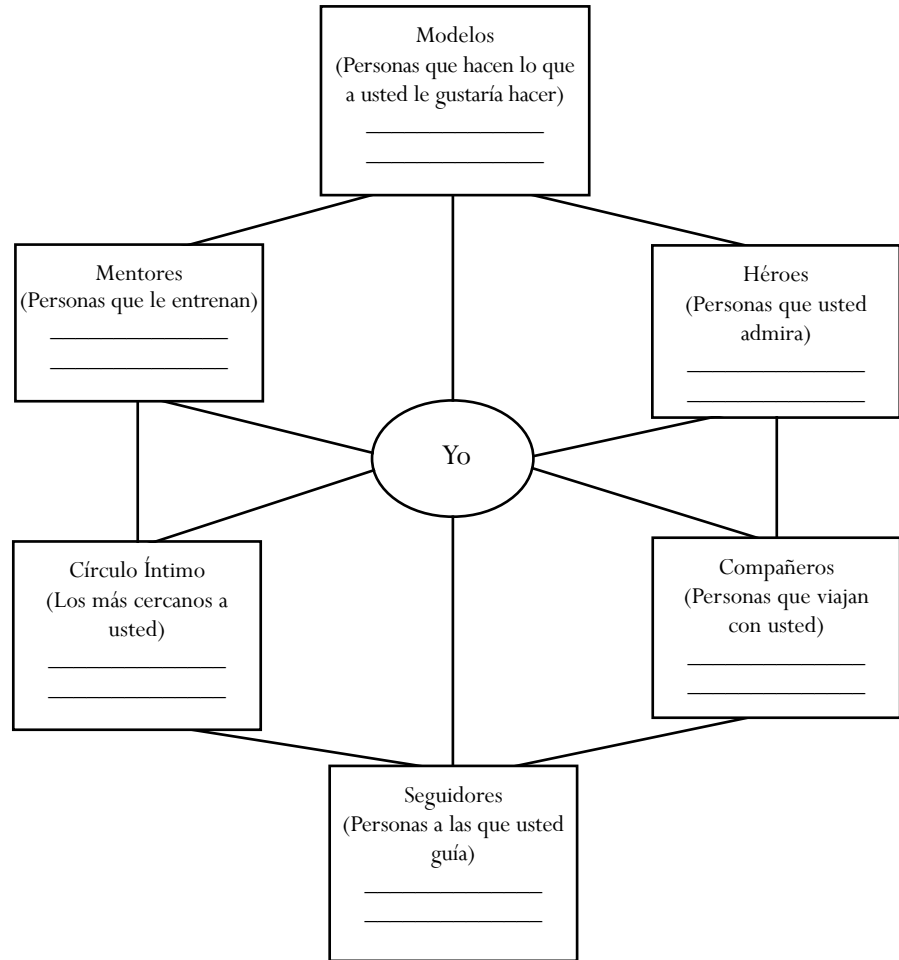 Modelos
(Personas que hacen lo que
a usted le gustaría hacer)
Mentores
(Personas que le entrenan)
Héroes
(Personas que usted
admira)
Yo
Círculo Íntimo
(Los más cercanos a
usted)
Compañeros
(Personas que viajan
con usted)
Seguidores
(Personas a las que usted
guía)